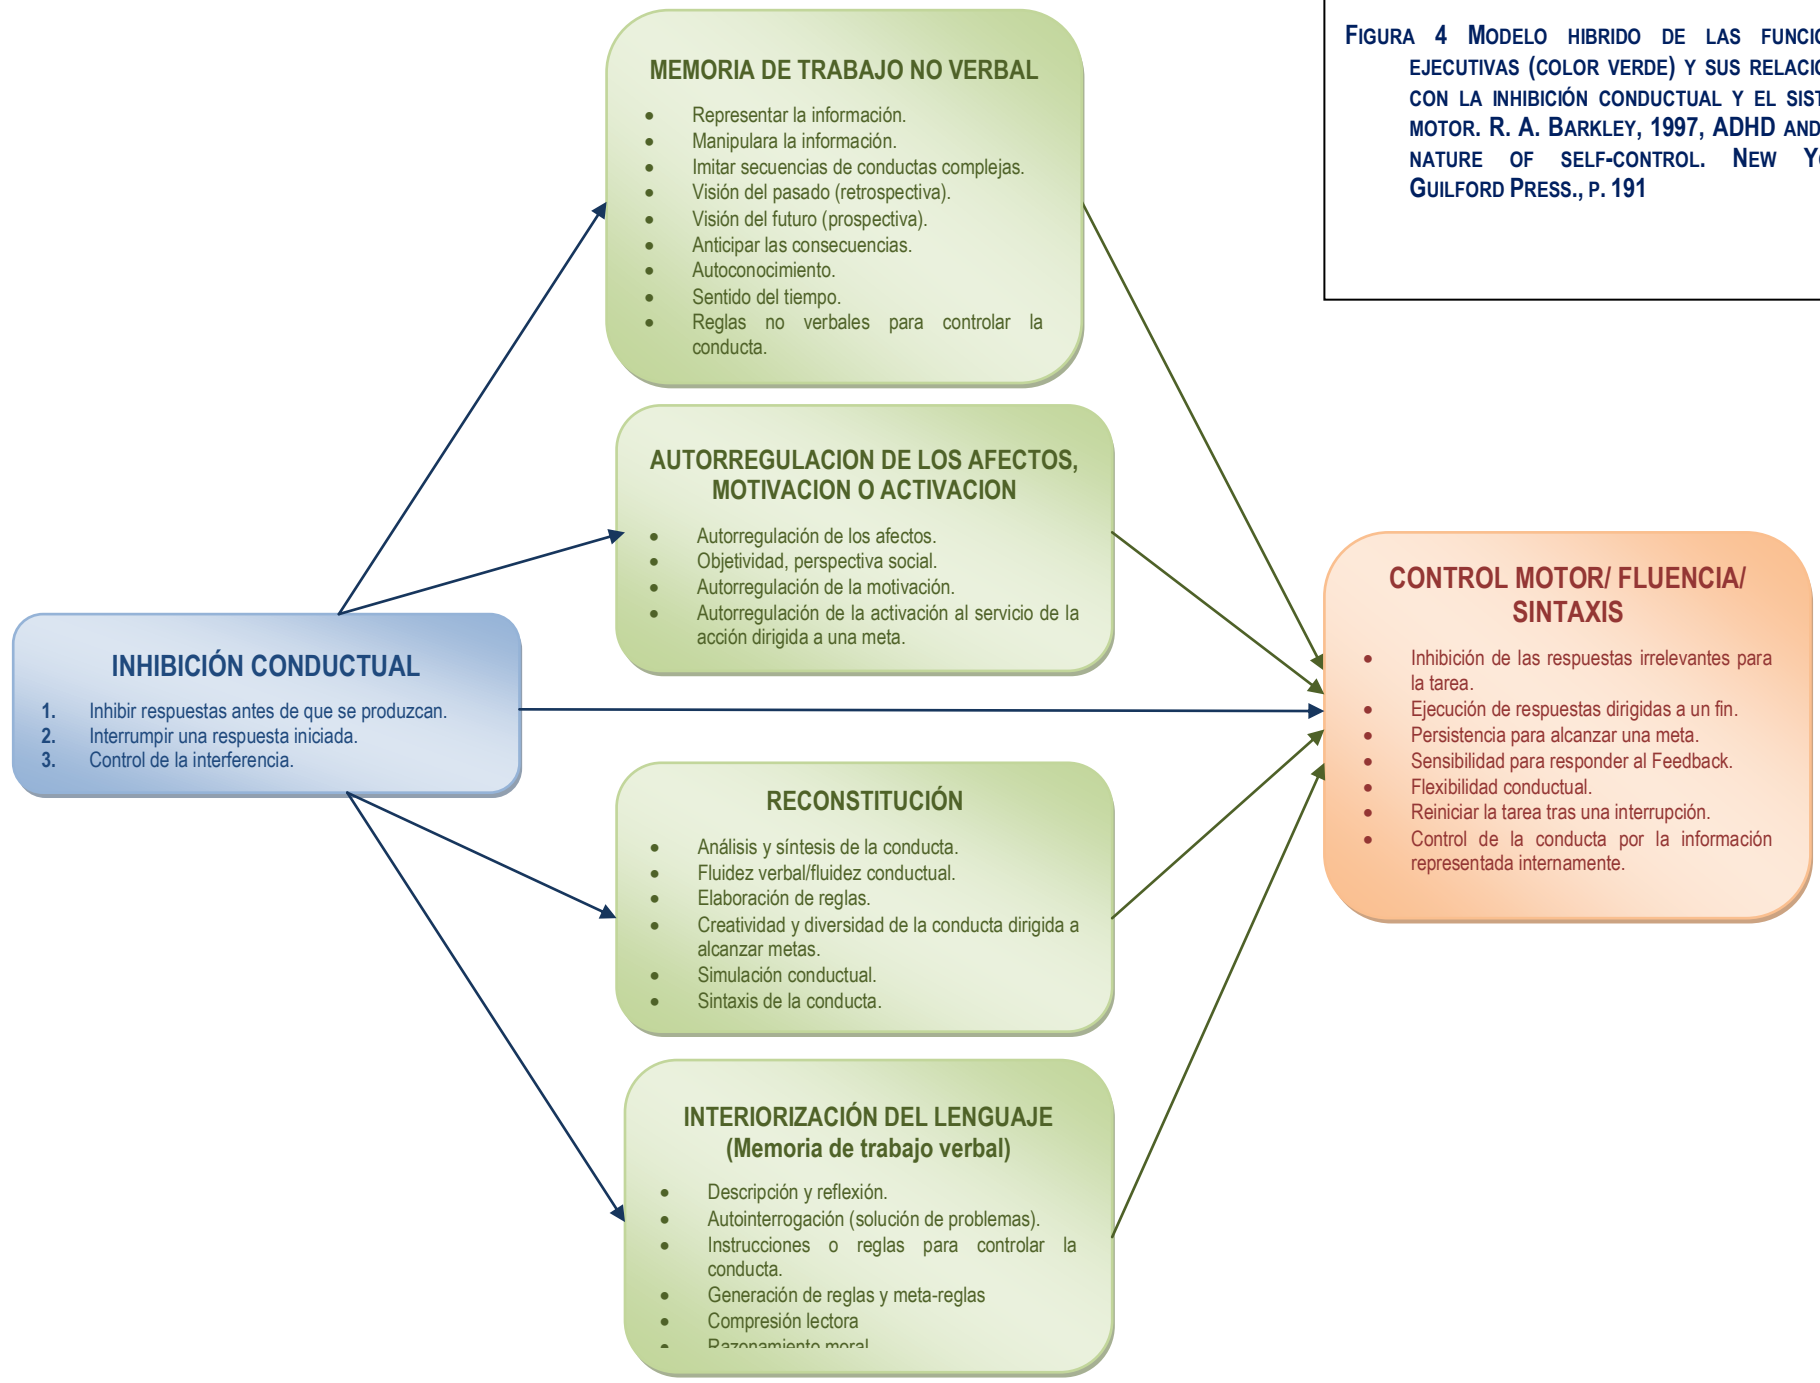 FIGURA 4 MODELO HIBRIDO DE LAS
EJECUTIVAS (COLOR VERDE) Y SUS
CON LA INHIBICIÓN CONDUCTUAL Y EL
MOTOR. R. A. BARKLEY, 1997, ADHD AND
NATURE OF SELF-CONTROL. NEW
GUILFORD PRESS., P. 191
MEMORIA DE TRABAJO NO VERBAL
• Representar la información.
• Manipulara la información.
• Imitar secuencias de conductas complejas.
• Visión del pasado (retrospectiva).
• Visión del futuro (prospectiva).
• Anticipar las consecuencias.
• Autoconocimiento.
• Sentido del tiempo.
• Reglas no verbales para controlar la
conducta.
AUTORREGULACION DE LOS AFECTOS,
MOTIVACION O ACTIVACION
• Autorregulación de los afectos.
• Objetividad, perspectiva social.
• Autorregulación de la motivación.
• Autorregulación de la activación al servicio de la
acción dirigida a una meta.
INHIBICIÓN CONDUCTUAL
1. Inhibir respuestas antes de que se produzcan.
2. Interrumpir una respuesta iniciada.
3. Control de la interferencia.
CONTROL MOTOR/ FLUENCIA/
SINTAXIS
• Inhibición de las respuestas irrelevantes para
la tarea.
• Ejecución de respuestas dirigidas a un fin.
• Persistencia para alcanzar una meta.
• Sensibilidad para responder al Feedback.
• Flexibilidad conductual.
• Reiniciar la tarea tras una interrupción.
• Control de la conducta por la información
representada internamente.
RECONSTITUCIÓN
• Análisis y síntesis de la conducta.
• Fluidez verbal/fluidez conductual.
• Elaboración de reglas.
• Creatividad y diversidad de la conducta dirigida a
alcanzar metas.
• Simulación conductual.
• Sintaxis de la conducta.
INTERIORIZACIÓN DEL LENGUAJE
(Memoria de trabajo verbal)
• Descripción y reflexión.
• Autointerrogación (solución de problemas).
• Instrucciones o reglas para controlar la
conducta.
• Generación de reglas y meta-reglas
• Compresión lectora
• Razonamiento moral